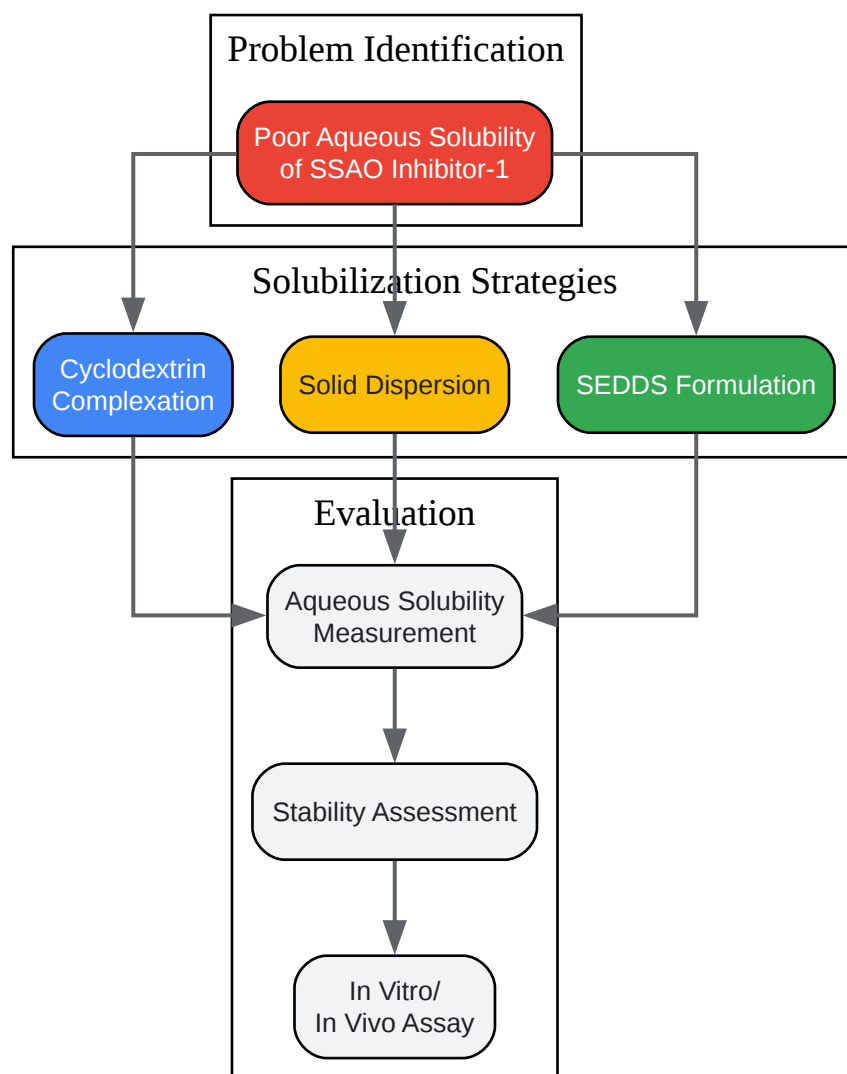 Problem Identification
Poor Aqueous Solubility
of SSAO Inhibitor-1
Solubilization Strategies
Cyclodextrin
Complexation
Solid Dispersion
SEDDS Formulation
Evaluation
Aqueous Solubility
Measurement
Stability Assessment
In Vitro/
In Vivo Assay